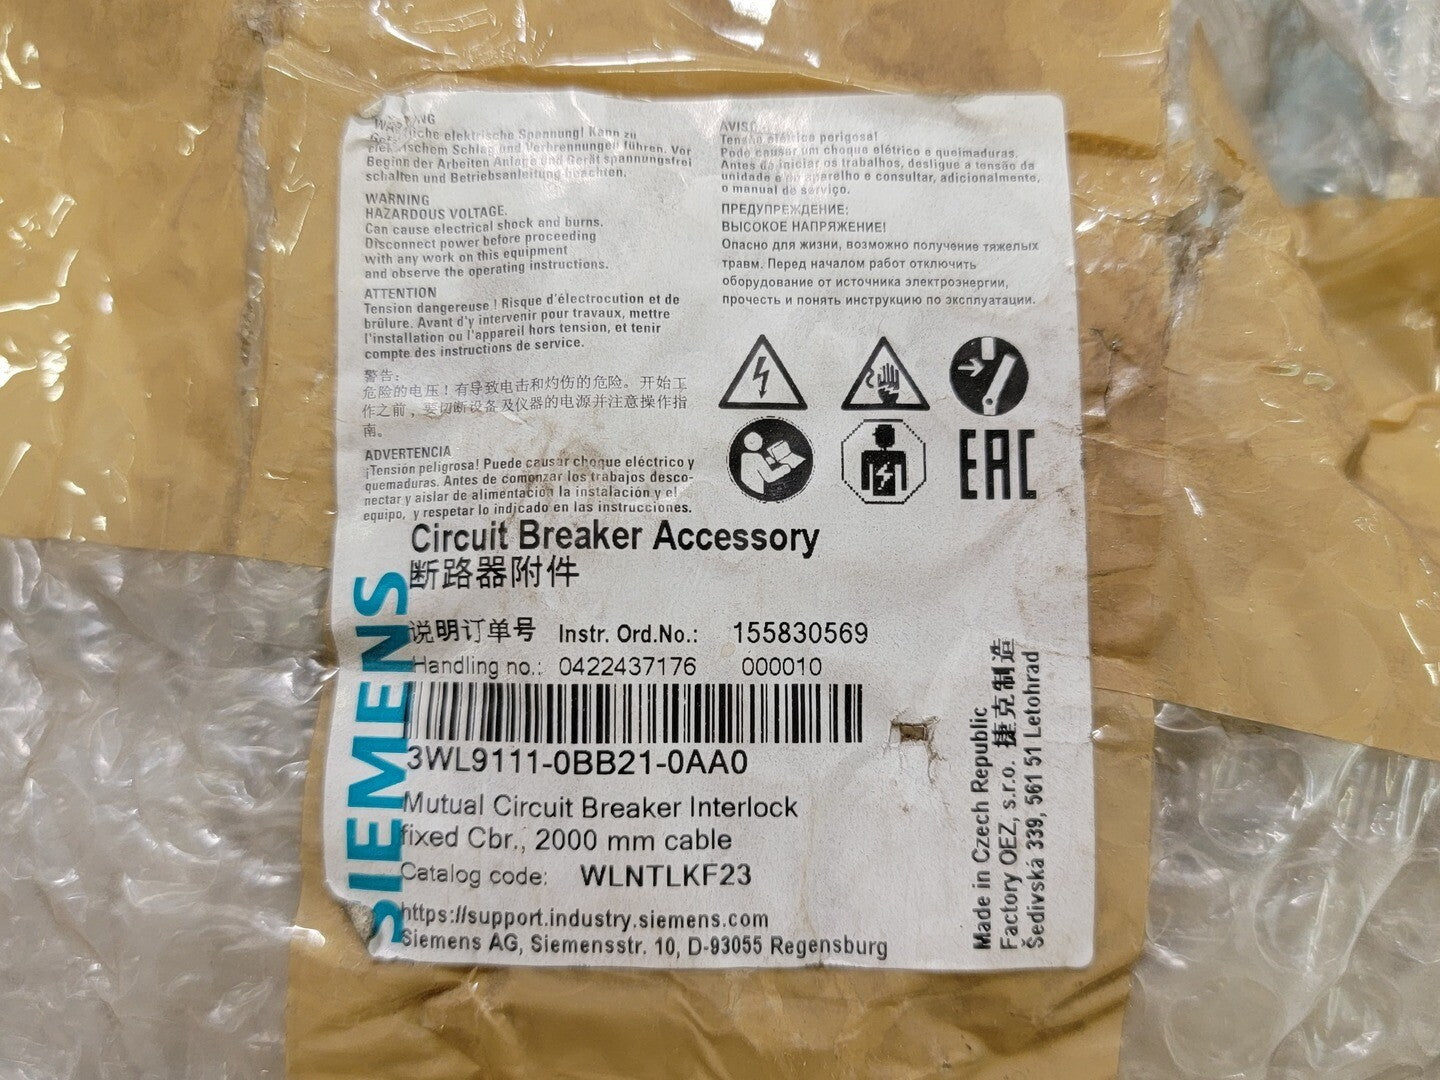 WARNUNG
Gefährliche elektrische Spannung! Kann zu
elektrischem Schlag und Verbrennungen führen. Vor
Beginn der Arbeiten Anlage und Gerät spannungsfrei
schalten und Betriebsanleitung beachten.
WARNING
HAZARDOUS VOLTAGE.
Can cause electrical shock and burns.
Disconnect power before proceeding
with any work on this equipment
and observe the operating instructions.
ATTENTION
Tension dangereuse ! Risque d'électrocution et de
brûlure. Avant d'y intervenir pour travaux, mettre
l'installation ou l'appareil hors tension, et tenir
compte des instructions de service.
警告:
危险的电压！有导致电击和灼伤的危险。开始工
作之前，要切断设备及仪器的电源并注意操作指
南。
ADVERTENCIA
¡Tensión peligrosa! Puede causar choque eléctrico y
quemaduras. Antes de comenzar los trabajos desco-
nectar y aislar de alimentación la instalación y el
equipo, y respetar lo indicado en las instrucciones.
AVISO
Tensão elétrica perigosa!
Pode causar um choque elétrico e queimaduras.
Antes de iniciar os trabalhos, desligue a tensão da
unidade e do aparelho e consultar, adicionalmente,
o manual de serviço.
ПРЕДУПРЕЖДЕНИЕ:
ВЫСОКОЕ НАПРЯЖЕНИЕ!
Опасно для жизни, возможно получение тяжелых
травм. Перед началом работ отключить
оборудование от источника электроэнергии,
прочесть и понять инструкцию по эксплуатации.
EAC
SIEMENS
Circuit Breaker Accessory
断路器附件
说明订单号 Instr. Ord.No.: 155830569
Handling no.: 0422437176 000010
3WL9111-0BB21-0AA0
Mutual Circuit Breaker Interlock
fixed Cbr., 2000 mm cable
Catalog code: WLNTLKF23
https://support.industry.siemens.com
Siemens AG, Siemensstr. 10, D-93055 Regensburg
Made in Czech Republic
Factory OEZ, s.r.o. 捷克制造
Šedivská 339, 561 51 Letohrad